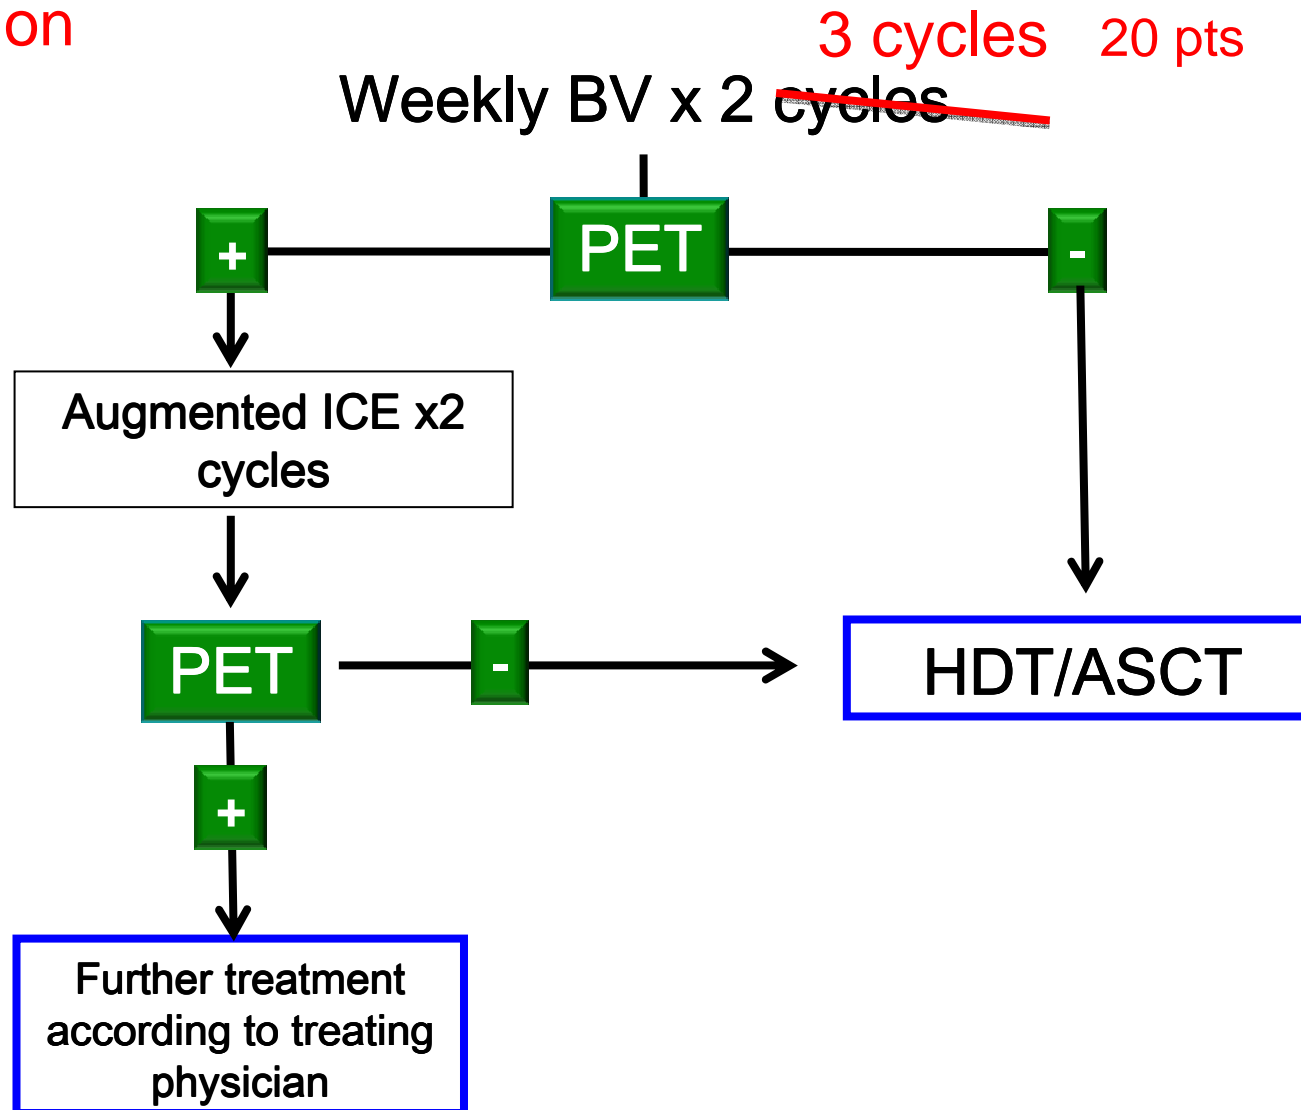 on
3 cycles 20 pts
Weekly BV x 2 cycles
+ PET -
Augmented ICE x2
cycles
PET - HDT/ASCT
+
Further treatment
according to treating
physician